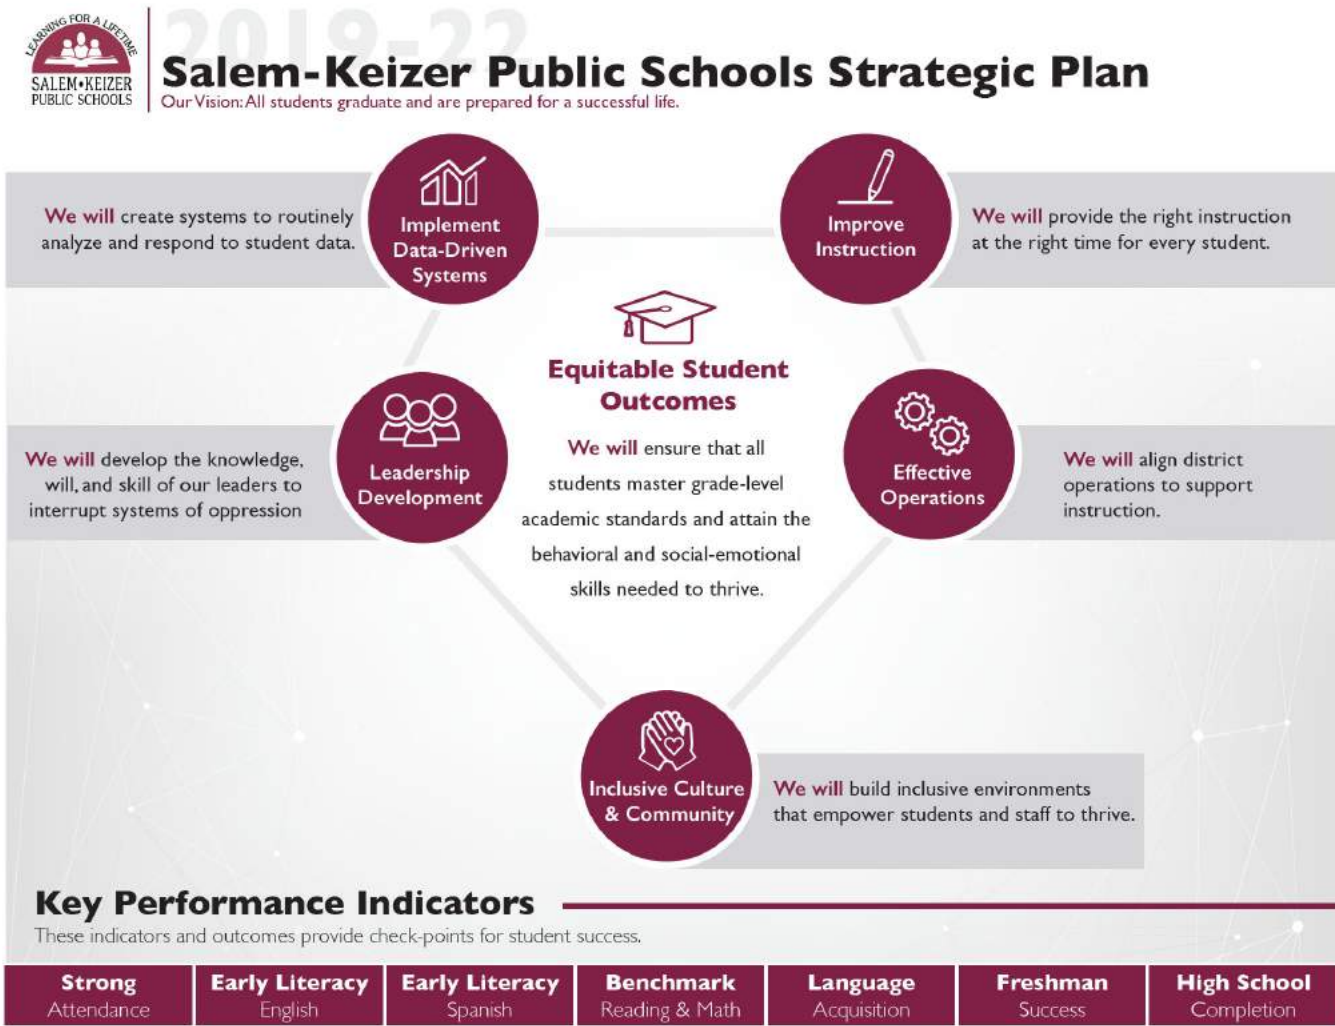 LEARNING FOR A LIFETIME
SALEM•KEIZER
PUBLIC SCHOOLS
2019-22
Salem-Keizer Public Schools Strategic Plan
Our Vision: All students graduate and are prepared for a successful life.
We will create systems to routinely
analyze and respond to student data.
Implement
Data-Driven
Systems
Improve
Instruction
We will provide the right instruction
at the right time for every student.
Equitable Student
Outcomes
We will ensure that all
students master grade-level
academic standards and attain the
behavioral and social-emotional
skills needed to thrive.
We will develop the knowledge,
will, and skill of our leaders to
interrupt systems of oppression
Leadership
Development
Effective
Operations
We will align district
operations to support
instruction.
Inclusive Culture
& Community
We will build inclusive environments
that empower students and staff to thrive.
Key Performance Indicators
These indicators and outcomes provide check-points for student success.
Strong
Attendance
Early Literacy
English
Early Literacy
Spanish
Benchmark
Reading & Math
Language
Acquisition
Freshman
Success
High School
Completion